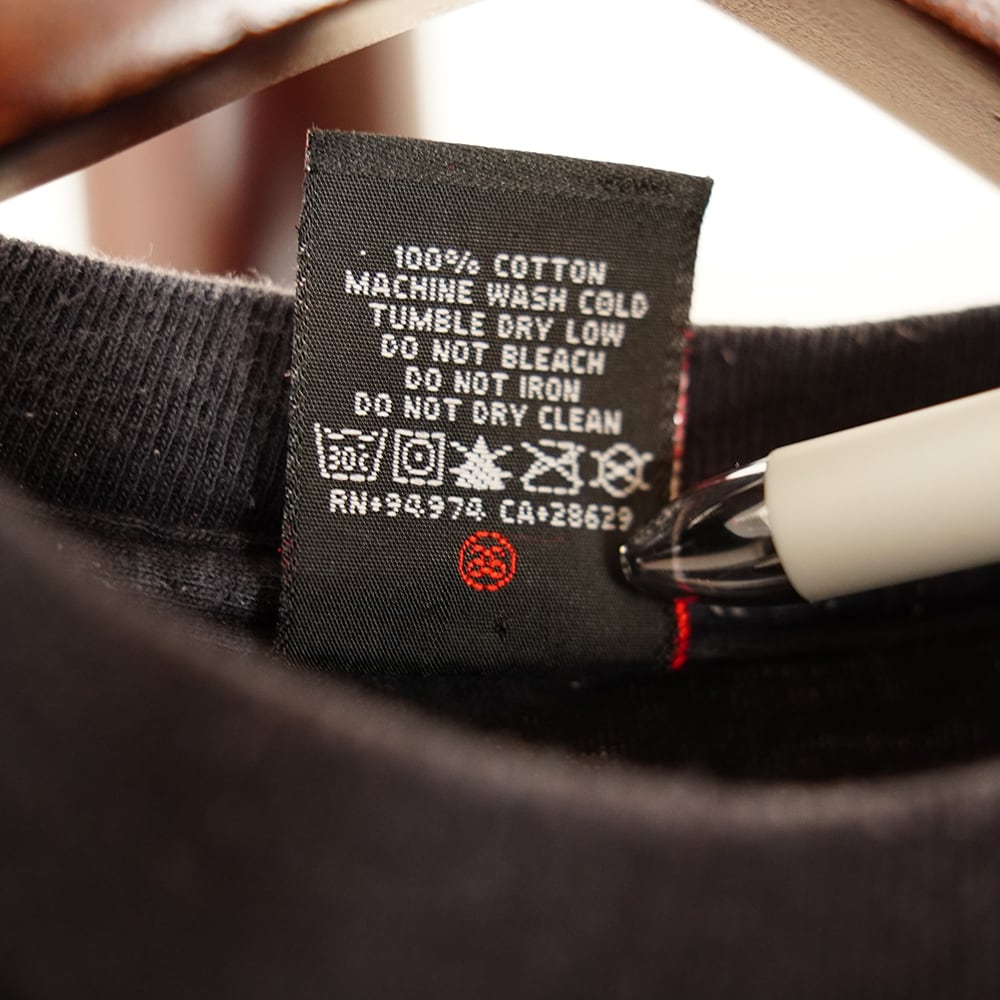 100% COTTON
MACHINE WASH COLD
TUMBLE DRY LOW
DO NOT BLEACH
DO NOT IRON
DO NOT DRY CLEAN
30C
RN♦94974 CA♦28629